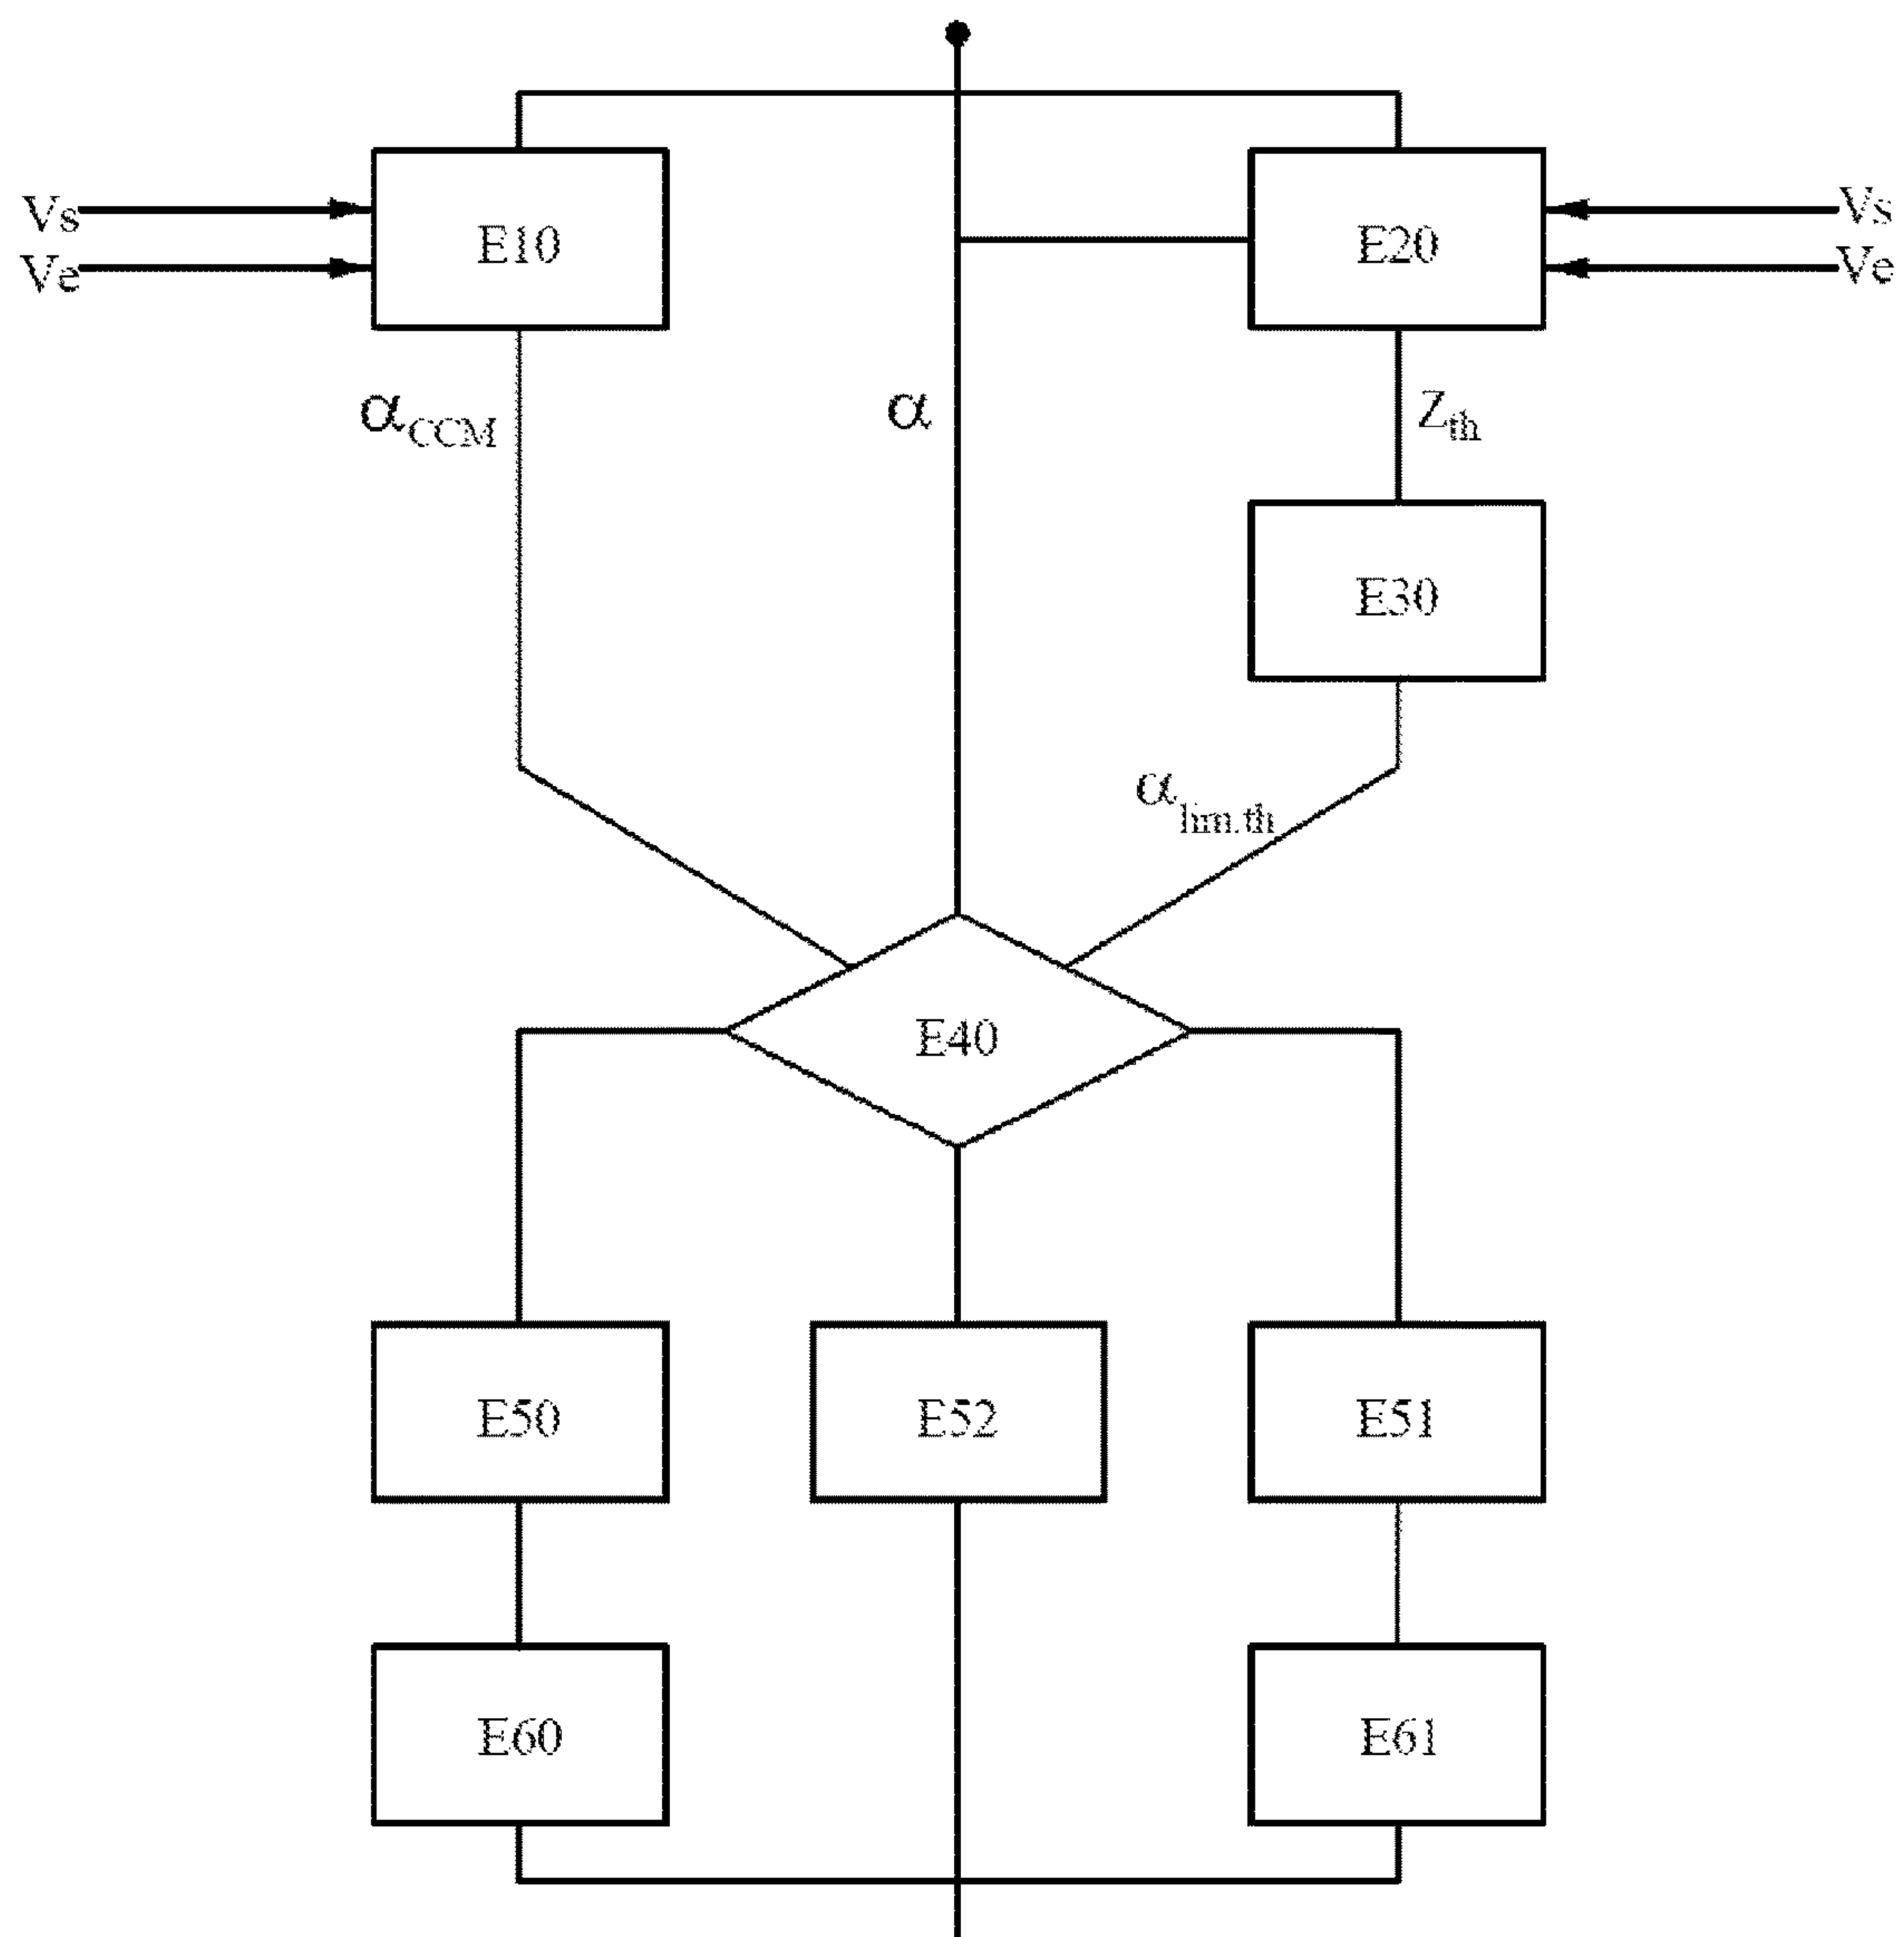 Vs
Ve
E10
E20
Vs
Ve
αCCM
α
Zth
E30
αlim.th
E40
E50
E52
E51
E60
E61